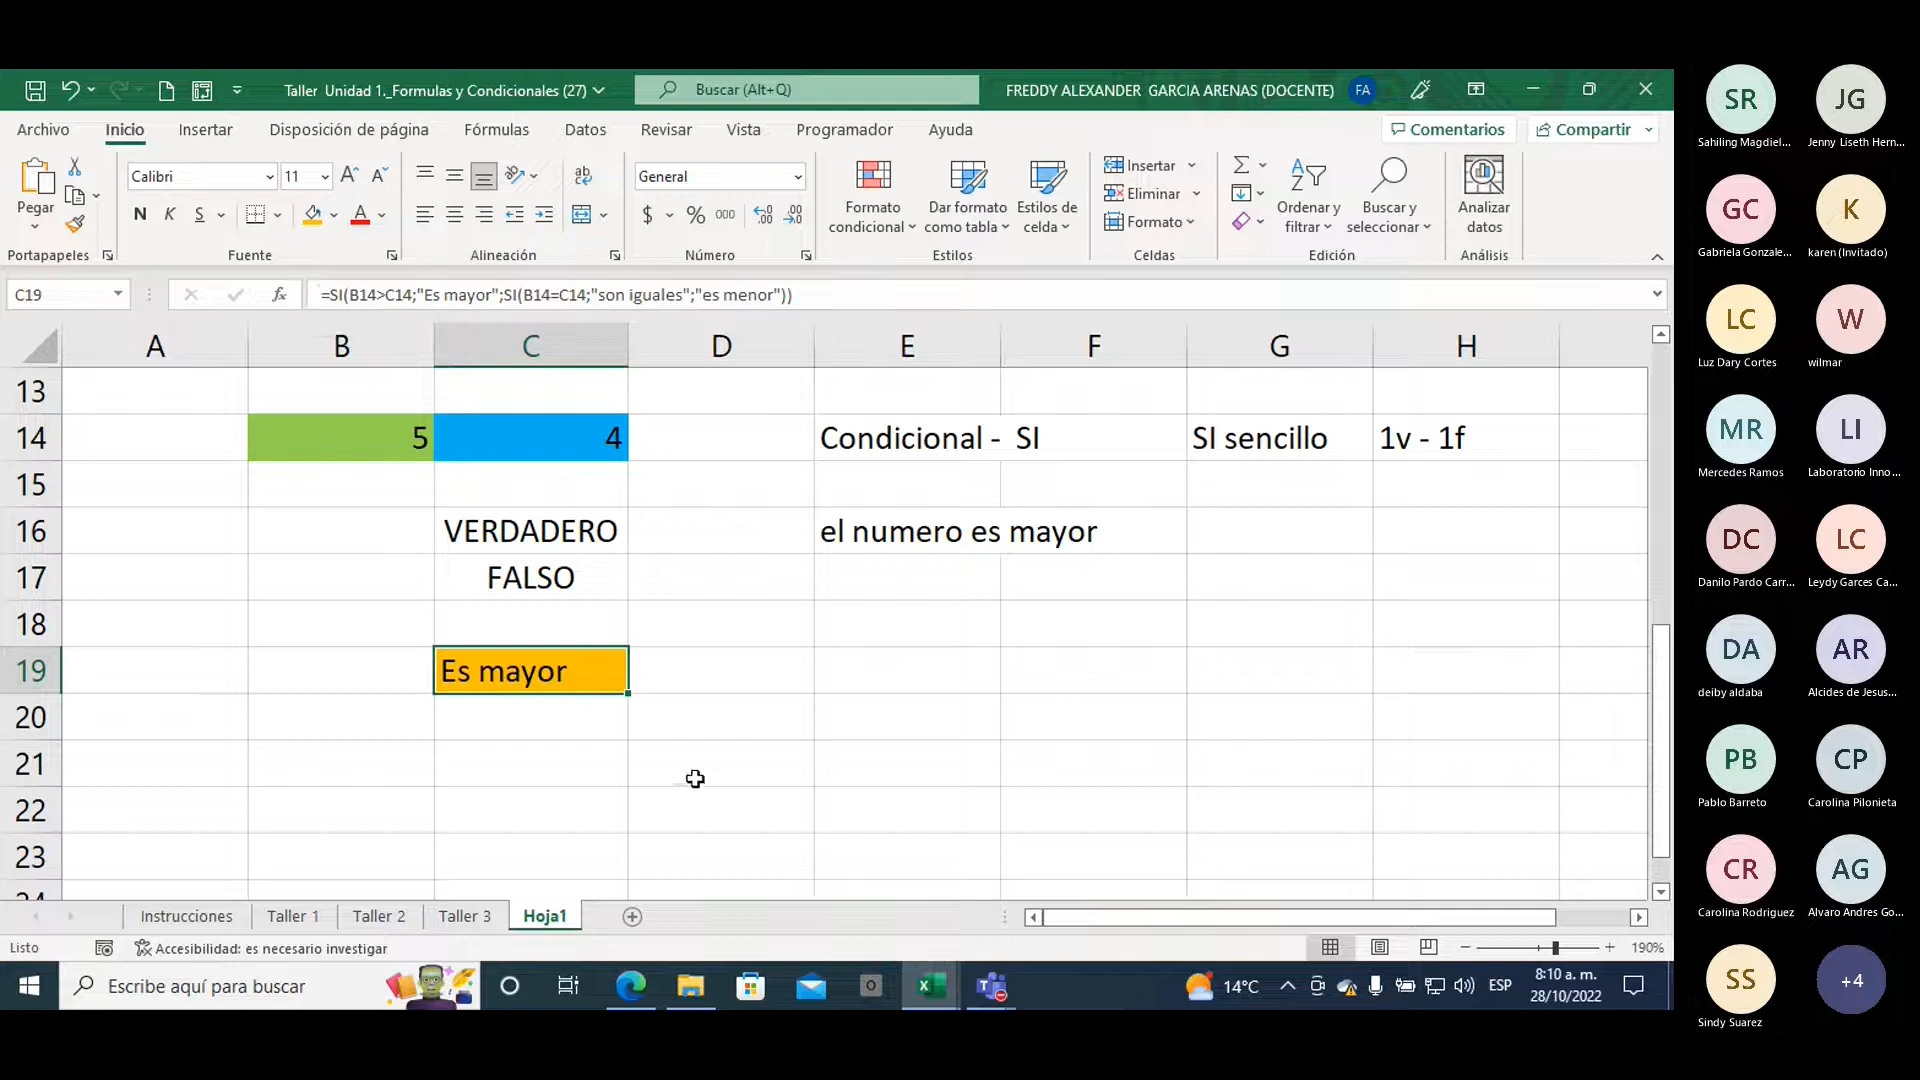 Taller Unidad 1._Formulas y Condicionales (27)
Buscar (Alt+Q)
FREDDY ALEXANDER GARCIA ARENAS (DOCENTE)
FA
Archivo Inicio Insertar Disposición de página Fórmulas Datos Revisar Vista Programador Ayuda
Comentarios Compartir
Pegar
Portapapeles
Calibri 11
N K S
Fuente
Alineación
General
$ % 000
Número
Formato condicional
Dar formato como tabla
Estilos de celda
Estilos
Insertar
Eliminar
Formato
Celdas
Ordenar y filtrar
Buscar y seleccionar
Edición
Analizar datos
Análisis
C19 fx =SI(B14>C14;"Es mayor";SI(B14=C14;"son iguales";"es menor"))
A B C D E F G H
13
14 5 4 Condicional - SI SI sencillo 1v - 1f
15
16 VERDADERO el numero es mayor
17 FALSO
18
19 Es mayor
20
21
22
23
24
Instrucciones Taller 1 Taller 2 Taller 3 Hoja1
Listo Accesibilidad: es necesario investigar 190%
Escribe aquí para buscar
14°C ESP 8:10 a. m.
28/10/2022
SR JG
Sahiling Magdiel... Jenny Liseth Hern...
GC K
Gabriela Gonzale... karen (Invitado)
LC W
Luz Dary Cortes wilmar
MR LI
Mercedes Ramos Laboratorio Inno...
DC LC
Danilo Pardo Carr... Leydy Garces Ca...
DA AR
deiby aldaba Alcides de Jesus...
PB CP
Pablo Barreto Carolina Pilonieta
CR AG
Carolina Rodriguez Alvaro Andres Go...
SS +4
Sindy Suarez